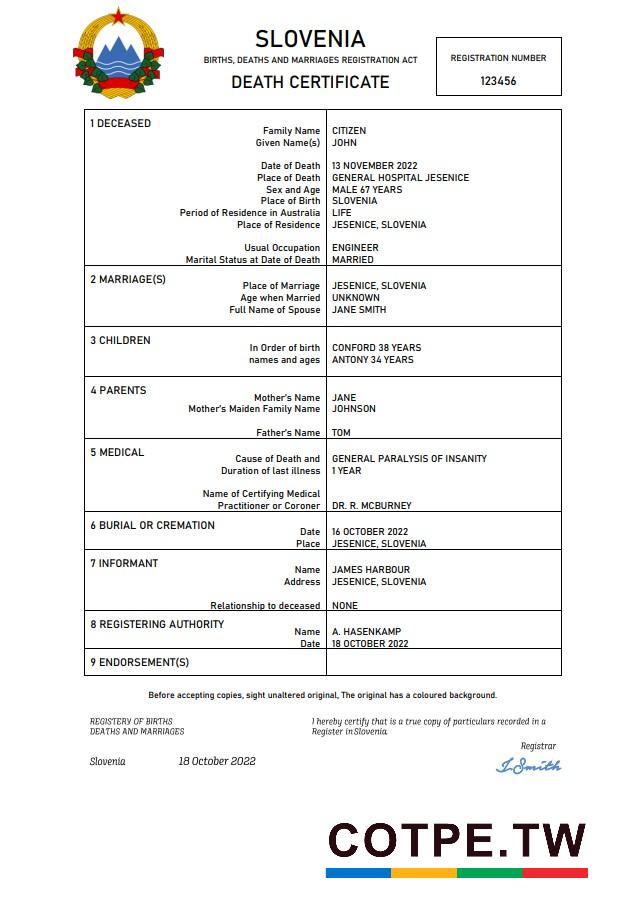 SLOVENIA
BIRTHS, DEATHS AND MARRIAGES REGISTRATION ACT
DEATH CERTIFICATE
REGISTRATION NUMBER
123456
1 DECEASED
Family Name CITIZEN
Given Name(s) JOHN
Date of Death 13 NOVEMBER 2022
Place of Death GENERAL HOSPITAL JESENICE
Sex and Age MALE 67 YEARS
Place of Birth SLOVENIA
Period of Residence in Australia LIFE
Place of Residence JESENICE, SLOVENIA
Usual Occupation ENGINEER
Marital Status at Date of Death MARRIED
2 MARRIAGE(S)
Place of Marriage JESENICE, SLOVENIA
Age when Married UNKNOWN
Full Name of Spouse JANE SMITH
3 CHILDREN
In Order of birth CONFORD 38 YEARS
names and ages ANTONY 34 YEARS
4 PARENTS
Mother's Name JANE
Mother's Maiden Family Name JOHNSON
Father's Name TOM
5 MEDICAL
Cause of Death and GENERAL PARALYSIS OF INSANITY
Duration of last illness 1 YEAR
Name of Certifying Medical
Practitioner or Coroner DR. R. MCBURNEY
6 BURIAL OR CREMATION
Date 16 OCTOBER 2022
Place JESENICE, SLOVENIA
7 INFORMANT
Name JAMES HARBOUR
Address JESENICE, SLOVENIA
Relationship to deceased NONE
8 REGISTERING AUTHORITY
Name A. HASENKAMP
Date 18 OCTOBER 2022
9 ENDORSEMENT(S)
Before accepting copies, sight unaltered original, The original has a coloured background.
REGISTERY OF BIRTHS
DEATHS AND MARRIAGES
I hereby certify that is a true copy of particulars recorded in a
Register in Slovenia.
Registrar
Slovenia 18 October 2022
J. Smith
COTPE.TW